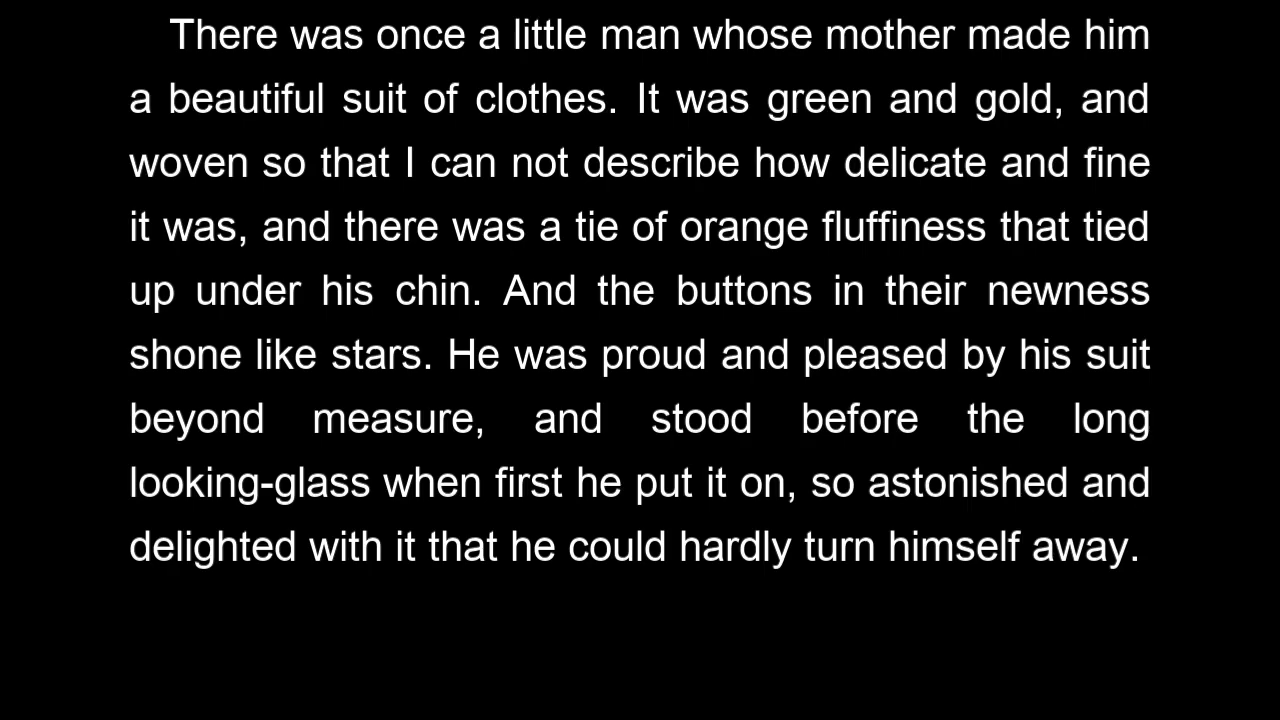 There was once a little man whose mother made him
a beautiful suit of clothes. It was green and gold, and
woven so that I can not describe how delicate and fine
it was, and there was a tie of orange fluffiness that tied
up under his chin. And the buttons in their newness
shone like stars. He was proud and pleased by his suit
beyond measure, and stood before the long
looking-glass when first he put it on, so astonished and
delighted with it that he could hardly turn himself away.